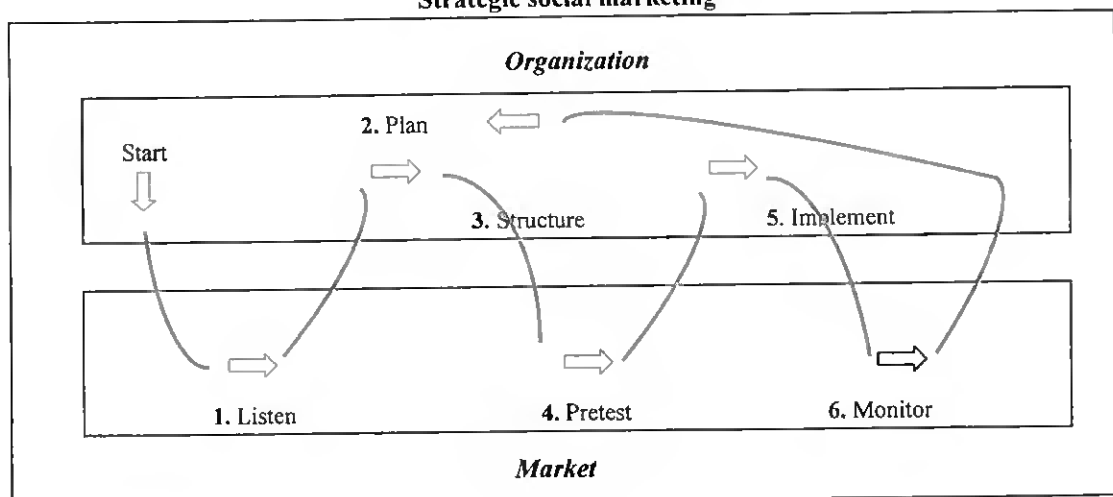 Strategic social marketing
Organization
2. Plan
Start
3. Structure
5. Implement
1. Listen
4. Pretest
6. Monitor
Market